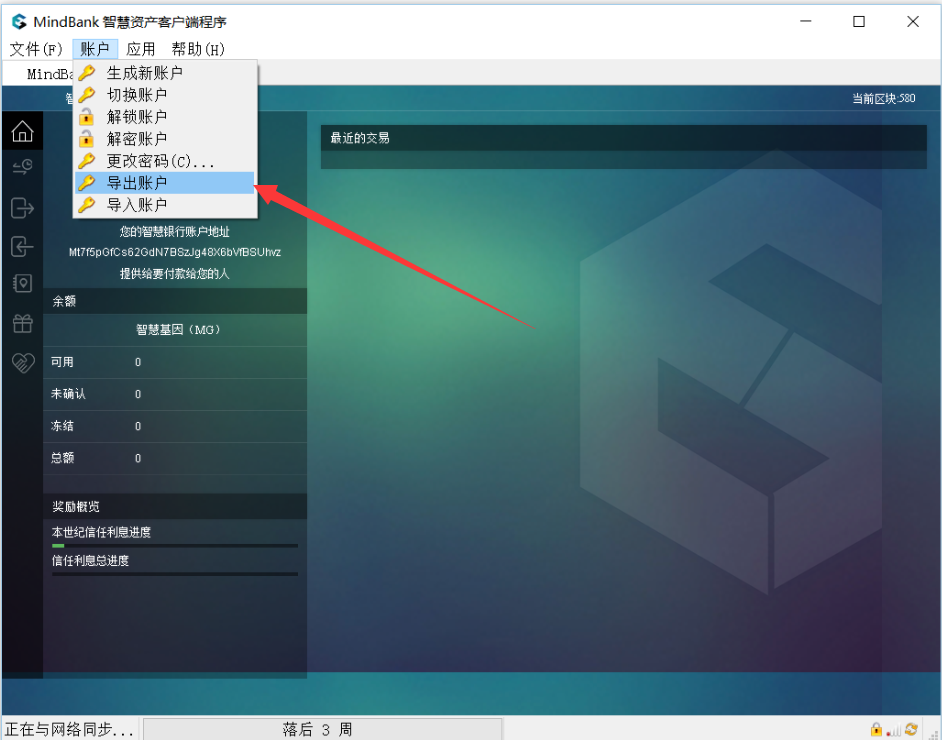 MindBank 智慧资产客户端程序
文件(F) 账户 应用 帮助(H)
生成新账户
切换账户
解锁账户
解密账户
更改密码(C)...
导出账户
导入账户
当前区块:580
最近的交易
您的智慧银行账户地址
Mt7f5pGfCs62GdN7BSzJg48X6bVfBSUhvz
提供给要付款给您的人
余额
智慧基因（MG）
可用 0
未确认 0
冻结 0
总额 0
奖励概览
本世纪信任利息进度
信任利息总进度
正在与网络同步... 落后 3 周